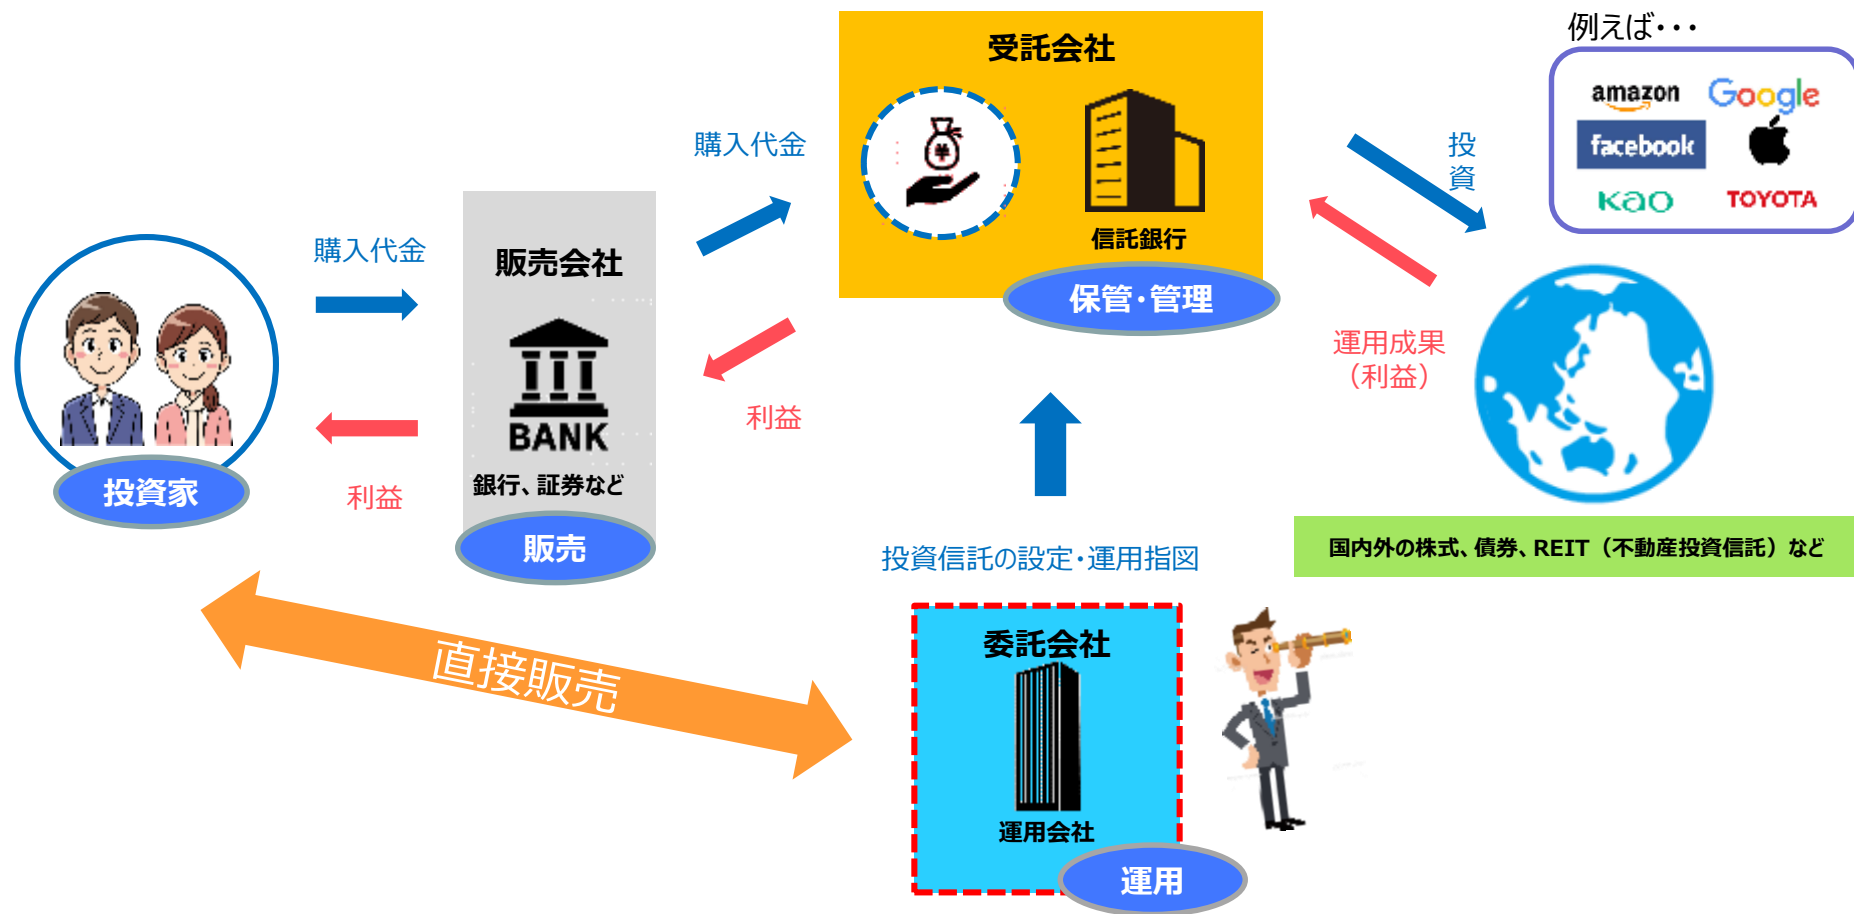 例えば・・・
受託会社
amazon
Google
facebook
Kao
TOYOTA
購入代金
投資
¥
信託銀行
保管・管理
購入代金
販売会社
BANK
銀行、証券など
販売
利益
利益
投資家
運用成果
（利益）
国内外の株式、債券、REIT（不動産投資信託）など
投資信託の設定・運用指図
直接販売
委託会社
運用会社
運用